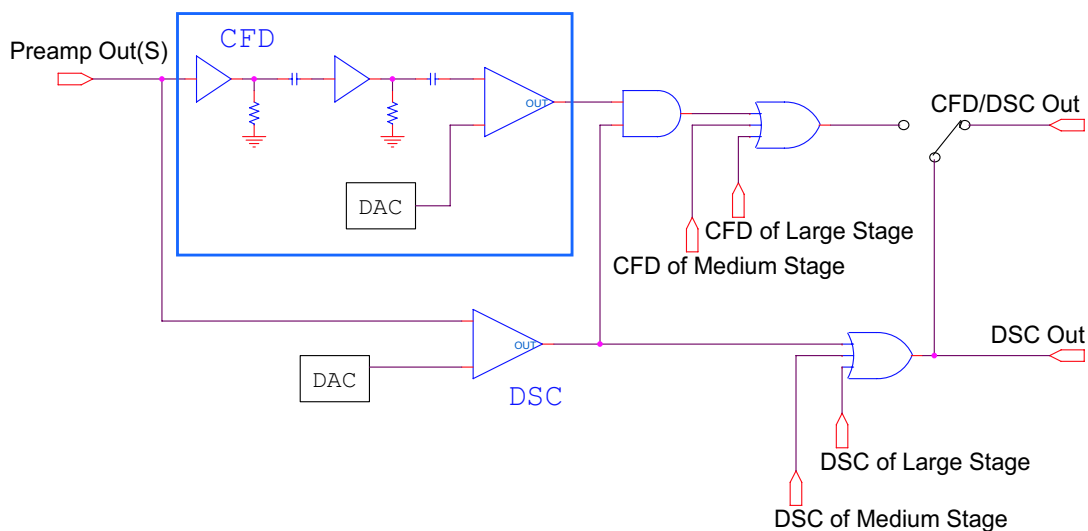 CFD
Preamp Out(S)
OUT
CFD/DSC Out
DAC
CFD of Large Stage
CFD of Medium Stage
OUT
DSC Out
DAC
DSC
DSC of Large Stage
DSC of Medium Stage